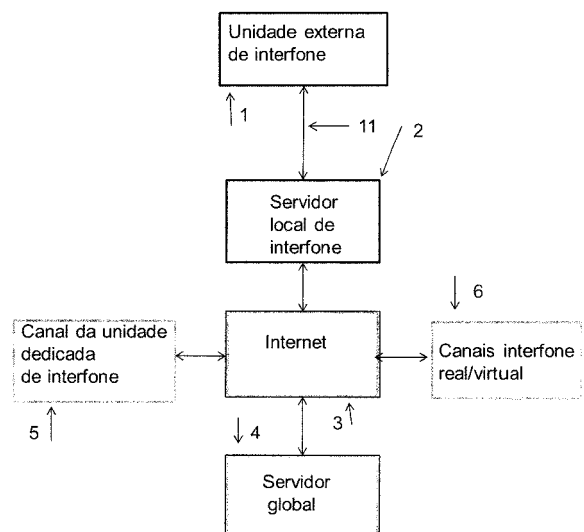 Unidade externa
de interfone
1
11
2
Servidor
local de
interfone
6
Canal da unidade
dedicada
de interfone
Internet
Canais interfone
real/virtual
5
4
3
Servidor
global